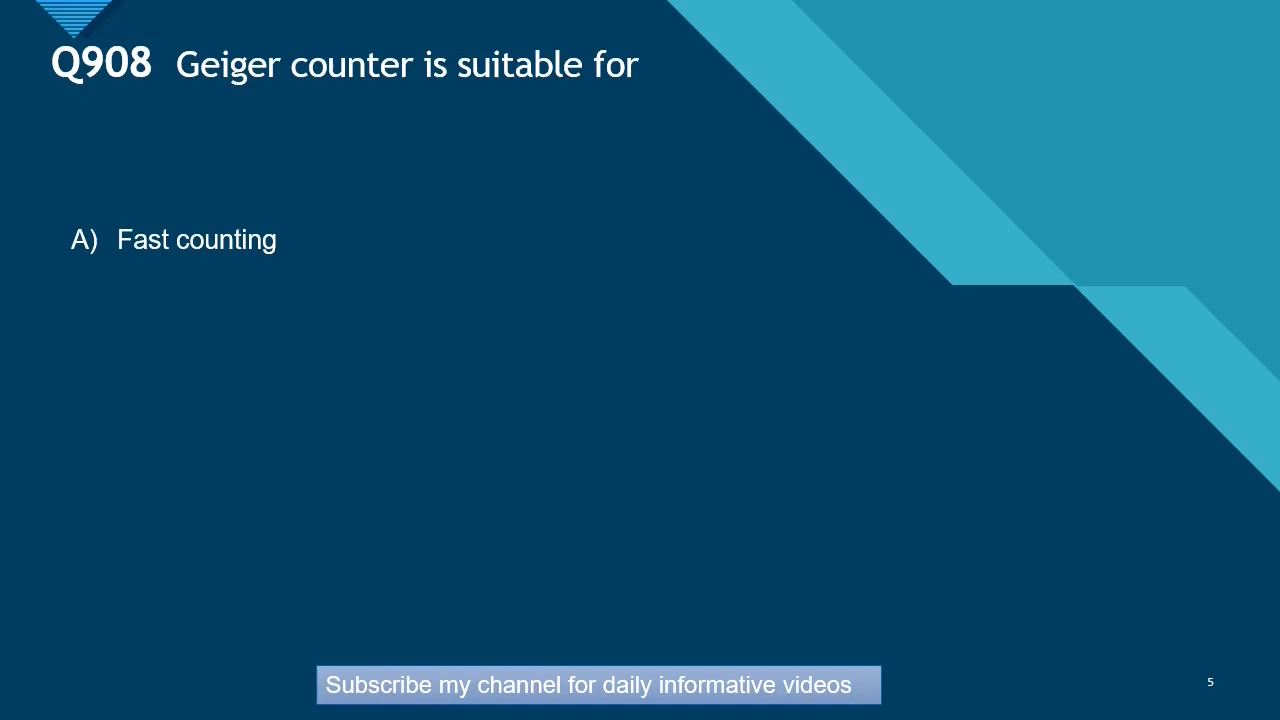 Q908 Geiger counter is suitable for
A) Fast counting
Subscribe my channel for daily informative videos
5